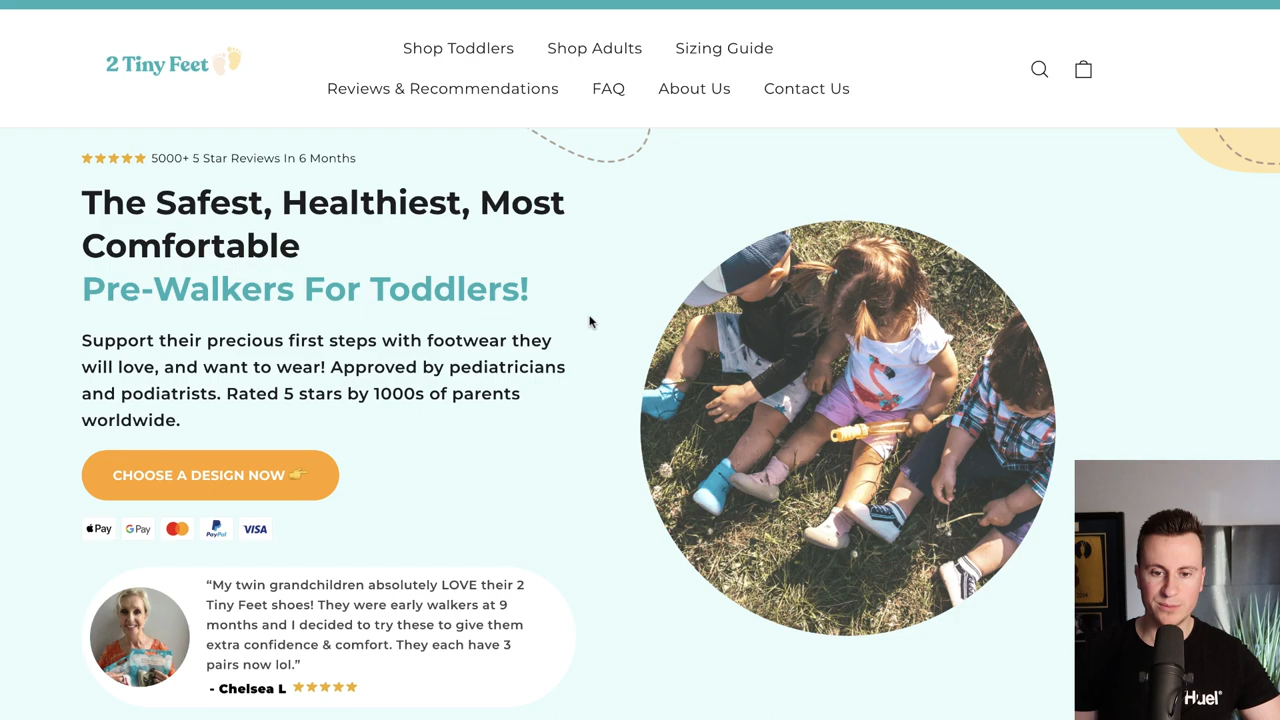 2 Tiny Feet
Shop Toddlers Shop Adults Sizing Guide
Reviews & Recommendations FAQ About Us Contact Us
5000+ 5 Star Reviews In 6 Months
The Safest, Healthiest, Most
Comfortable
Pre-Walkers For Toddlers!
Support their precious first steps with footwear they
will love, and want to wear! Approved by pediatricians
and podiatrists. Rated 5 stars by 1000s of parents
worldwide.
CHOOSE A DESIGN NOW 👉
Pay G Pay PayPal VISA
“My twin grandchildren absolutely LOVE their 2
Tiny Feet shoes! They were early walkers at 9
months and I decided to try these to give them
extra confidence & comfort. They each have 3
pairs now lol.”
- Chelsea L
Huel®